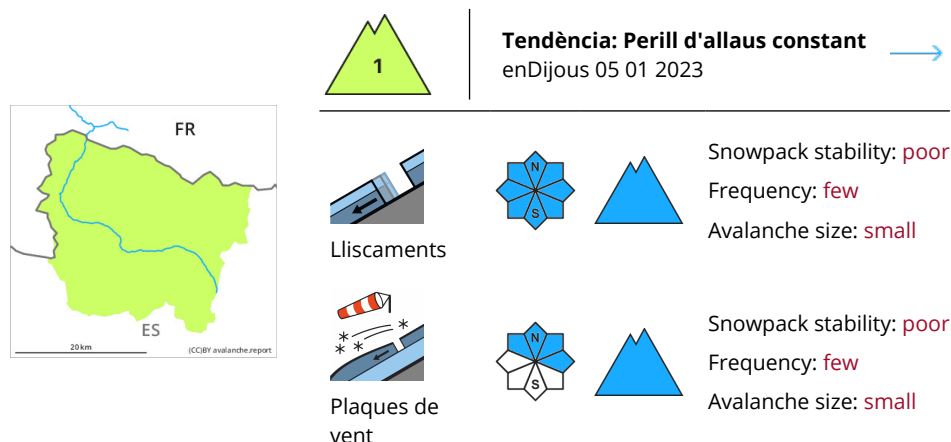 1
Tendència: Perill d'allaus constant
enDijous 05 01 2023
FR
ES
20 km
(CC)BY avalanche.report
Lliscaments
N
S
Snowpack stability: poor
Frequency: few
Avalanche size: small
Plaques de
vent
N
S
Snowpack stability: poor
Frequency: few
Avalanche size: small